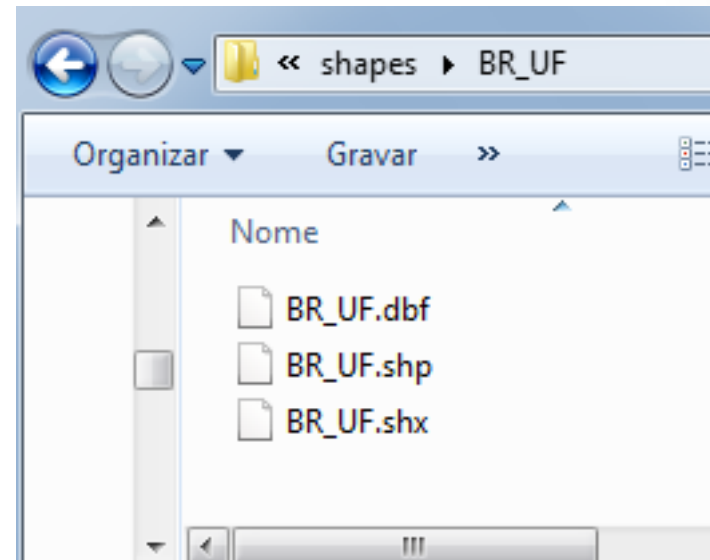 « shapes ▸ BR_UF
Organizar ▾ Gravar »
Nome
BR_UF.dbf
BR_UF.shp
BR_UF.shx